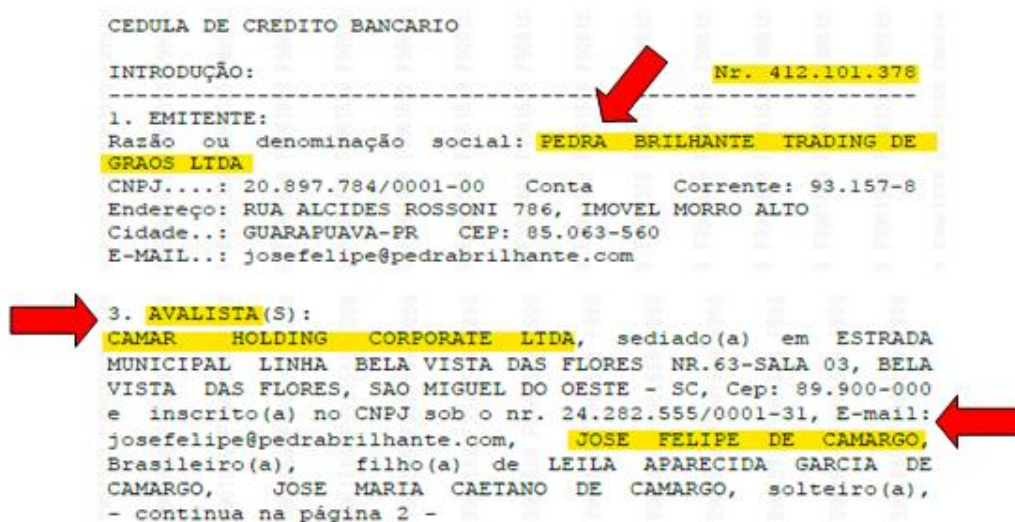 CEDULA DE CREDITO BANCARIO
INTRODUÇÃO: Nr. 412.101.378
1. EMITENTE:
Razão ou denominação social: PEDRA BRILHANTE TRADING DE
GRAOS LTDA
CNPJ....: 20.897.784/0001-00 Conta Corrente: 93.157-8
Endereço: RUA ALCIDES ROSSONI 786, IMOVEL MORRO ALTO
Cidade..: GUARAPUAVA-PR CEP: 85.063-560
E-MAIL..: josefelipe@pedrabrilhante.com
3. AVALISTA(S):
CAMAR HOLDING CORPORATE LTDA, sediado(a) em ESTRADA
MUNICIPAL LINHA BELA VISTA DAS FLORES NR.63-SALA 03, BELA
VISTA DAS FLORES, SAO MIGUEL DO OESTE - SC, Cep: 89.900-000
e inscrito(a) no CNPJ sob o nr. 24.282.555/0001-31, E-mail:
josefelipe@pedrabrilhante.com, JOSE FELIPE DE CAMARGO,
Brasileiro(a), filho(a) de LEILA APARECIDA GARCIA DE
CAMARGO, JOSE MARIA CAETANO DE CAMARGO, solteiro(a),
- continua na página 2 -